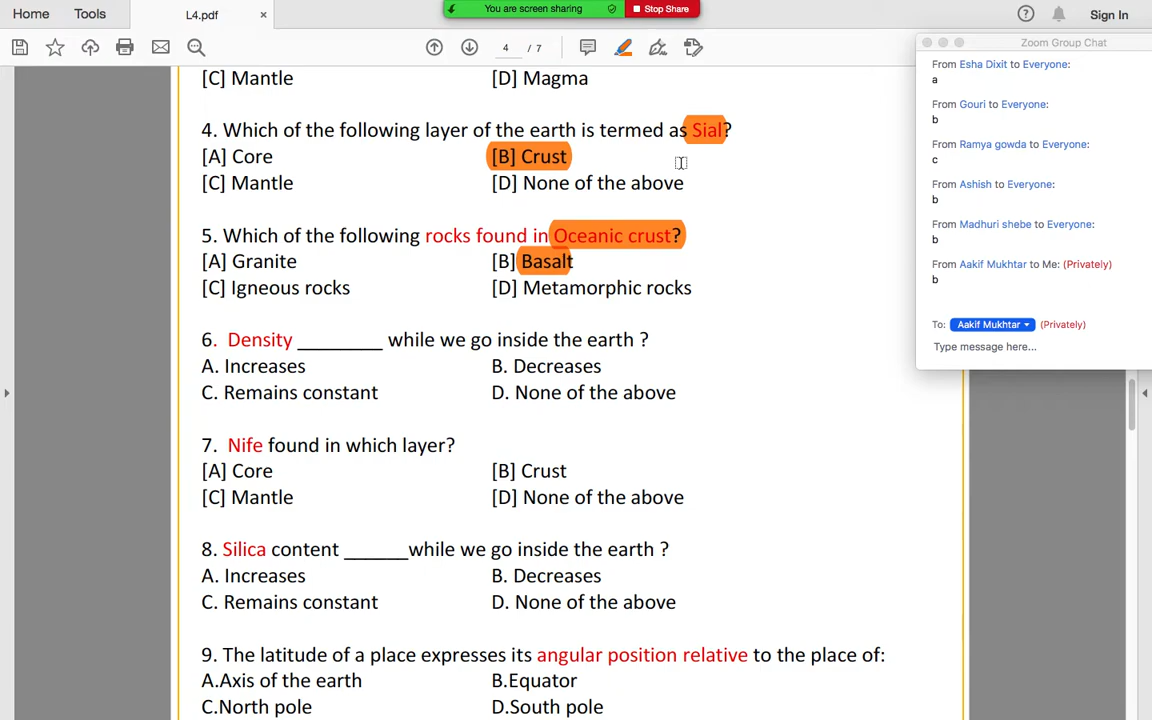 You are screen sharing
Stop Share
Home
Tools
L4.pdf
×
Sign In
4 / 7
[C] Mantle [D] Magma
4. Which of the following layer of the earth is termed as Sial?
[A] Core [B] Crust
[C] Mantle [D] None of the above
5. Which of the following rocks found in Oceanic crust?
[A] Granite [B] Basalt
[C] Igneous rocks [D] Metamorphic rocks
6. Density ________ while we go inside the earth ?
A. Increases B. Decreases
C. Remains constant D. None of the above
7. Nife found in which layer?
[A] Core [B] Crust
[C] Mantle [D] None of the above
8. Silica content ______while we go inside the earth ?
A. Increases B. Decreases
C. Remains constant D. None of the above
9. The latitude of a place expresses its angular position relative to the place of:
A.Axis of the earth B.Equator
C.North pole D.South pole
Zoom Group Chat
From Esha Dixit to Everyone:
a
From Gouri to Everyone:
b
From Ramya gowda to Everyone:
c
From Ashish to Everyone:
b
From Madhuri shebe to Everyone:
b
From Aakif Mukhtar to Me: (Privately)
b
To: Aakif Mukhtar (Privately)
Type message here...